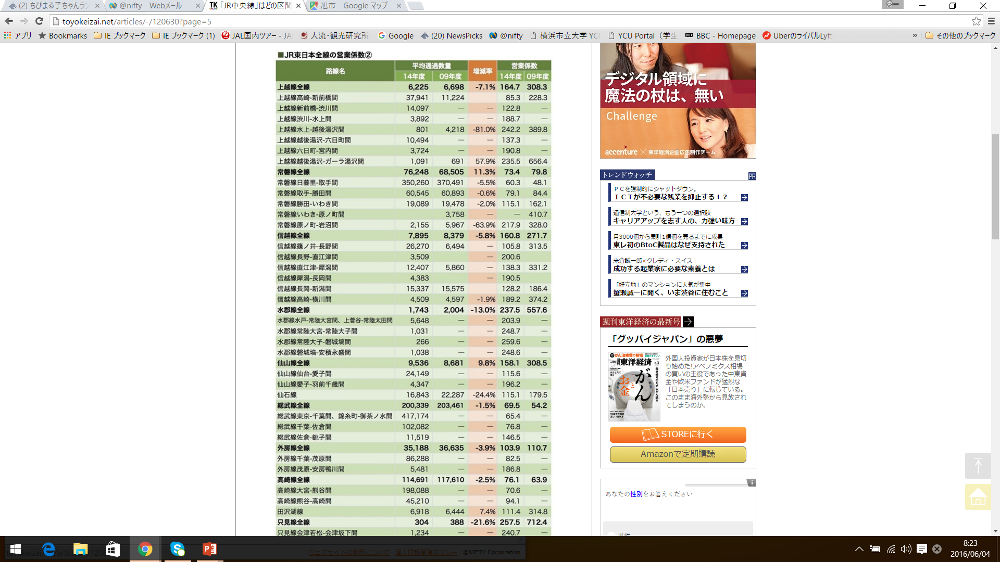 (2) ちびまる子ちゃんラン
@nifty - Webメール
「JR中央線」はどの区間
旭市 - Google マップ
秀一
toyokeizai.net/articles/-/120630?page=5
アプリ Bookmarks IE ブックマーク IE ブックマーク (1) JAL国内ツアー - JA 人流・観光研究所 Google (20) NewsPicks @nifty 横浜市立大学 YCU YCU Portal（学生 BBC - Homepage UberのライバルLyft » その他のブックマーク
■JR東日本全線の営業係数②
路線名 平均通過数量 増減率 営業係数
14年度 09年度 14年度 09年度
上越線全線 6,225 6,698 -7.1% 164.7 308.3
上越線高崎-新前橋間 37,941 11,224 85.3 228.3
上越線新前橋-渋川間 14,097 — — 122.8 —
上越線渋川-水上間 3,892 — — 188.7 —
上越線水上-越後湯沢間 801 4,218 -81.0% 242.2 389.8
上越線越後湯沢-六日町間 10,494 — — 137.3 —
上越線六日町-宮内間 3,724 — — 190.8 —
上越線越後湯沢-ガーラ湯沢間 1,091 691 57.9% 235.5 656.4
常磐線全線 76,248 68,505 11.3% 73.4 79.8
常磐線日暮里-取手間 350,260 370,491 -5.5% 60.3 48.1
常磐線取手-勝田間 60,545 60,893 -0.6% 79.1 84.4
常磐線勝田-いわき間 19,089 19,478 -2.0% 115.1 162.1
常磐線いわき-原ノ町間 3,758 — — 410.7
常磐線原ノ町-岩沼間 2,155 5,967 -63.9% 217.9 328.0
信越線全線 7,895 8,379 -5.8% 160.8 271.7
信越線篠ノ井-長野間 26,270 6,494 — 105.8 313.5
信越線長野-直江津間 3,509 — 200.6
信越線直江津-犀潟間 12,407 5,860 — 138.3 331.2
信越線犀潟-長岡間 4,383 190.5
信越線長岡-新潟間 15,337 15,575 128.2 186.4
信越線高崎-横川間 4,509 4,597 -1.9% 189.2 374.2
水郡線全線 1,743 2,004 -13.0% 237.5 557.6
水郡線水戸-常陸大宮間、上菅谷-常陸太田間 5,648 — — 203.9 —
水郡線常陸大宮-常陸大子間 1,031 — — 248.7 —
水郡線常陸大子-磐城塙間 266 — — 259.6 —
水郡線磐城塙-安積永盛間 1,038 — — 248.6 —
仙山線全線 9,536 8,681 9.8% 158.1 308.5
仙山線仙台-愛子間 24,149 — — 115.6 —
仙山線愛子-羽前千歳間 4,347 — — 196.2 —
仙石線 16,843 22,287 -24.4% 115.1 179.5
総武線全線 200,339 203,461 -1.5% 69.5 54.2
総武線東京-千葉間、錦糸町-御茶ノ水間 417,174 — — 65.4 —
総武線千葉-佐倉間 102,082 — — 76.8 —
総武線佐倉-銚子間 11,519 — — 146.5 —
外房線全線 35,188 36,635 -3.9% 103.9 110.7
外房線千葉-茂原間 86,288 — — 82.5 —
外房線茂原-安房鴨川間 5,481 — — 186.8 —
高崎線全線 114,691 117,610 -2.5% 76.1 63.9
高崎線大宮-熊谷間 198,088 — — 70.6 —
高崎線熊谷-高崎間 45,210 — — 94.1 —
田沢湖線 6,918 6,444 7.4% 111.4 314.8
只見線全線 304 388 -21.6% 257.5 712.4
只見線会津若松-会津坂下間 1,234 — — 240.7 —
デジタル領域に
魔法の杖は、無い
Challenge
accenture × 東洋経済企画広告制作チーム
トレンドウォッチ PR
ＰＣを強制的にシャットダウン。
ＩＣＴが不必要な残業を抑止する！？
通信制大学という、もう一つの選択肢
キャリアアップを志す人の、力強い味方
月3000個から累計1億個を売るまでに成長
東レ初のBtoC製品はなぜ支持された
米倉誠一郎×クレディ・スイス
成功する起業家に必要な素養とは
「好立地」のマンションに人気が集中
蟹瀬誠一に聞く、いま渋谷に住むこと
週刊東洋経済の最新号
「グッバイジャパン」の悪夢
週刊東洋経済
がん
と
お金
外国人投資家が日本株を見切
り始めた!アベノミクス相場
の買いの主役であった中東資
金や欧米ファンドが猛烈な
「日本売り」に転じている。
このまま海外勢から見放され
てしまうのか。
STOREに行く
Amazonで定期購読
あなたの性別をお答えください
男性
ウェブサイトの利用について 個人情報保護ポリシー ©NIFTY Corporation
8:23
2016/06/04